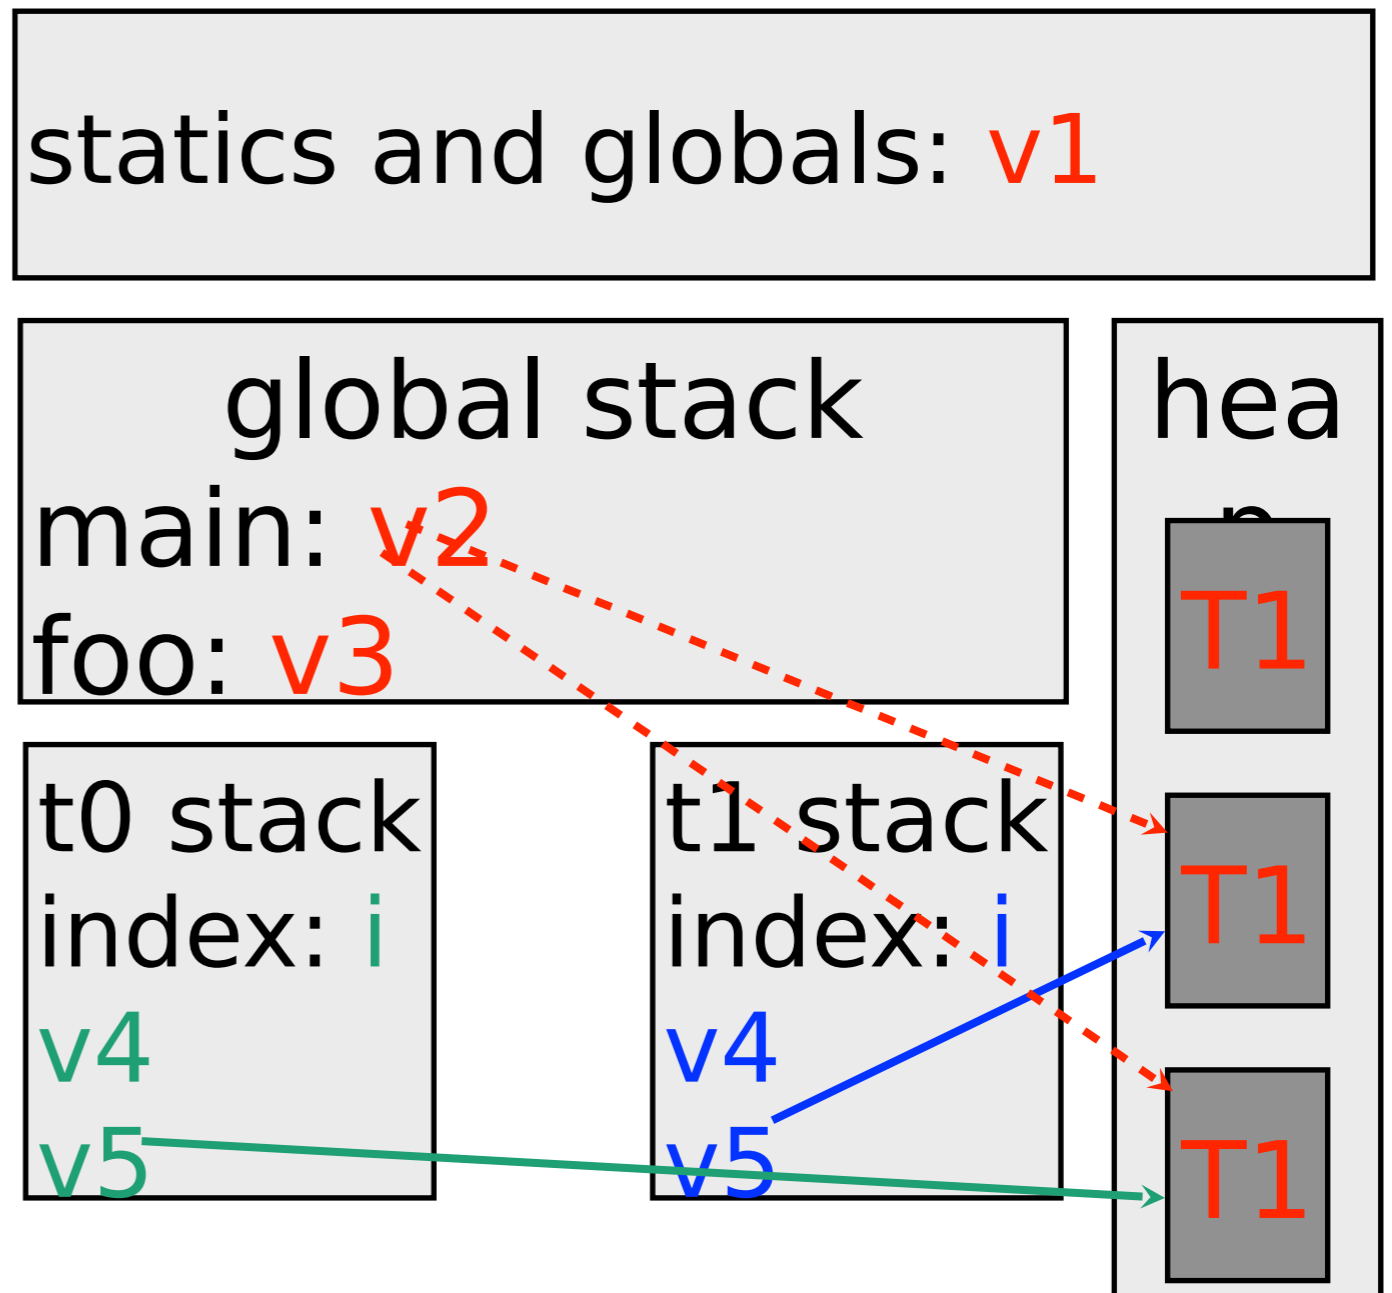 statics and globals: v1
global stack
main: v2
foo: v3
hea
p
T1
T1
T1
t0 stack
index: i
v4
v5
t1 stack
index: i
v4
v5